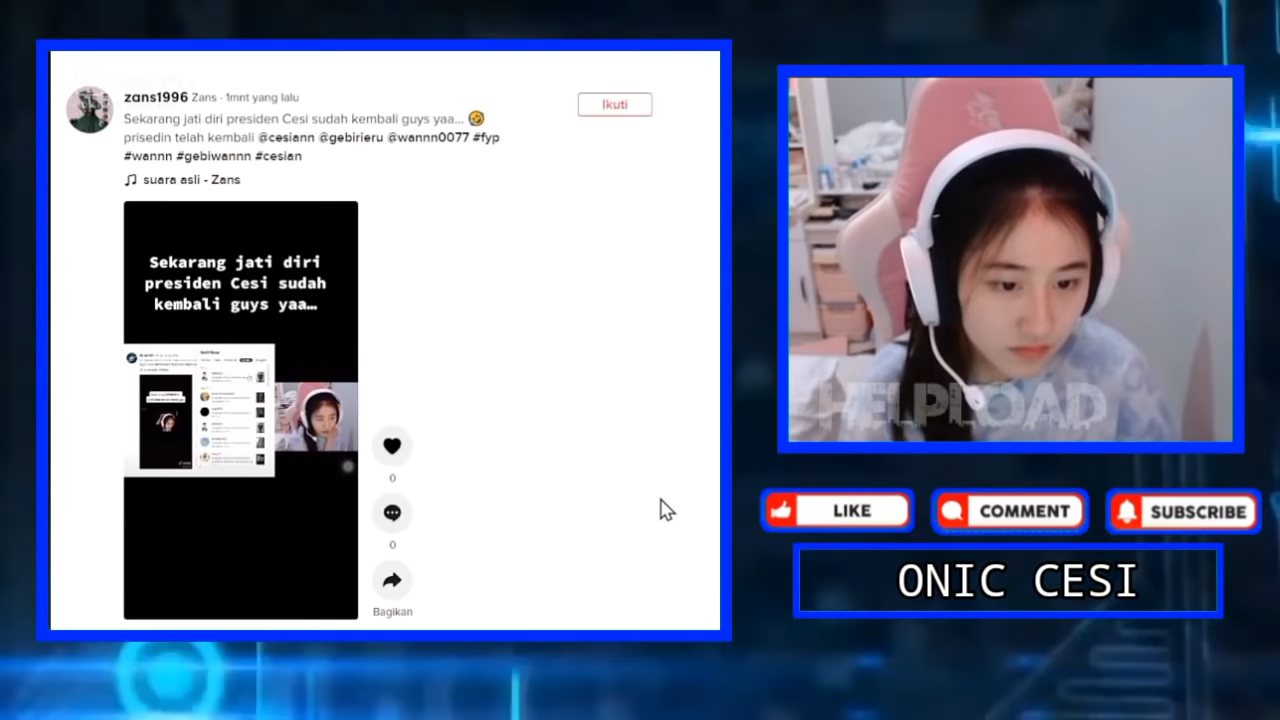 zans1996 Zans · 1mnt yang lalu
Ikuti
Sekarang jati diri presiden Cesi sudah kembali guys yaa... 🤣
prisedin telah kembali @cesiann @gebirieru @wannn0077 #fyp
#wannn #gebiwannn #cesian
suara asli - Zans
Sekarang jati diri
presiden Cesi sudah
kembali guys yaa…
0
0
Bagikan
HELPLOAD
LIKE
COMMENT
SUBSCRIBE
ONIC CESI